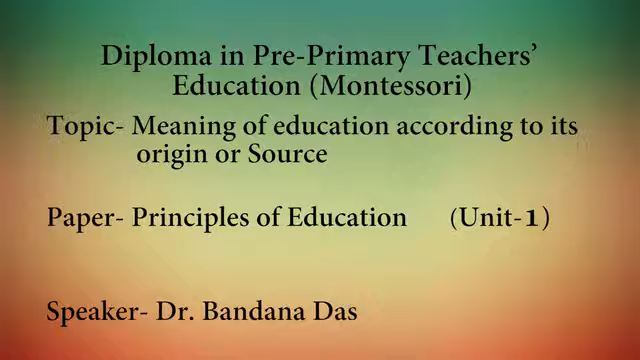 Diploma in Pre-Primary Teachers’
Education (Montessori)
Topic- Meaning of education according to its
origin or Source
Paper- Principles of Education (Unit-1)
Speaker- Dr. Bandana Das